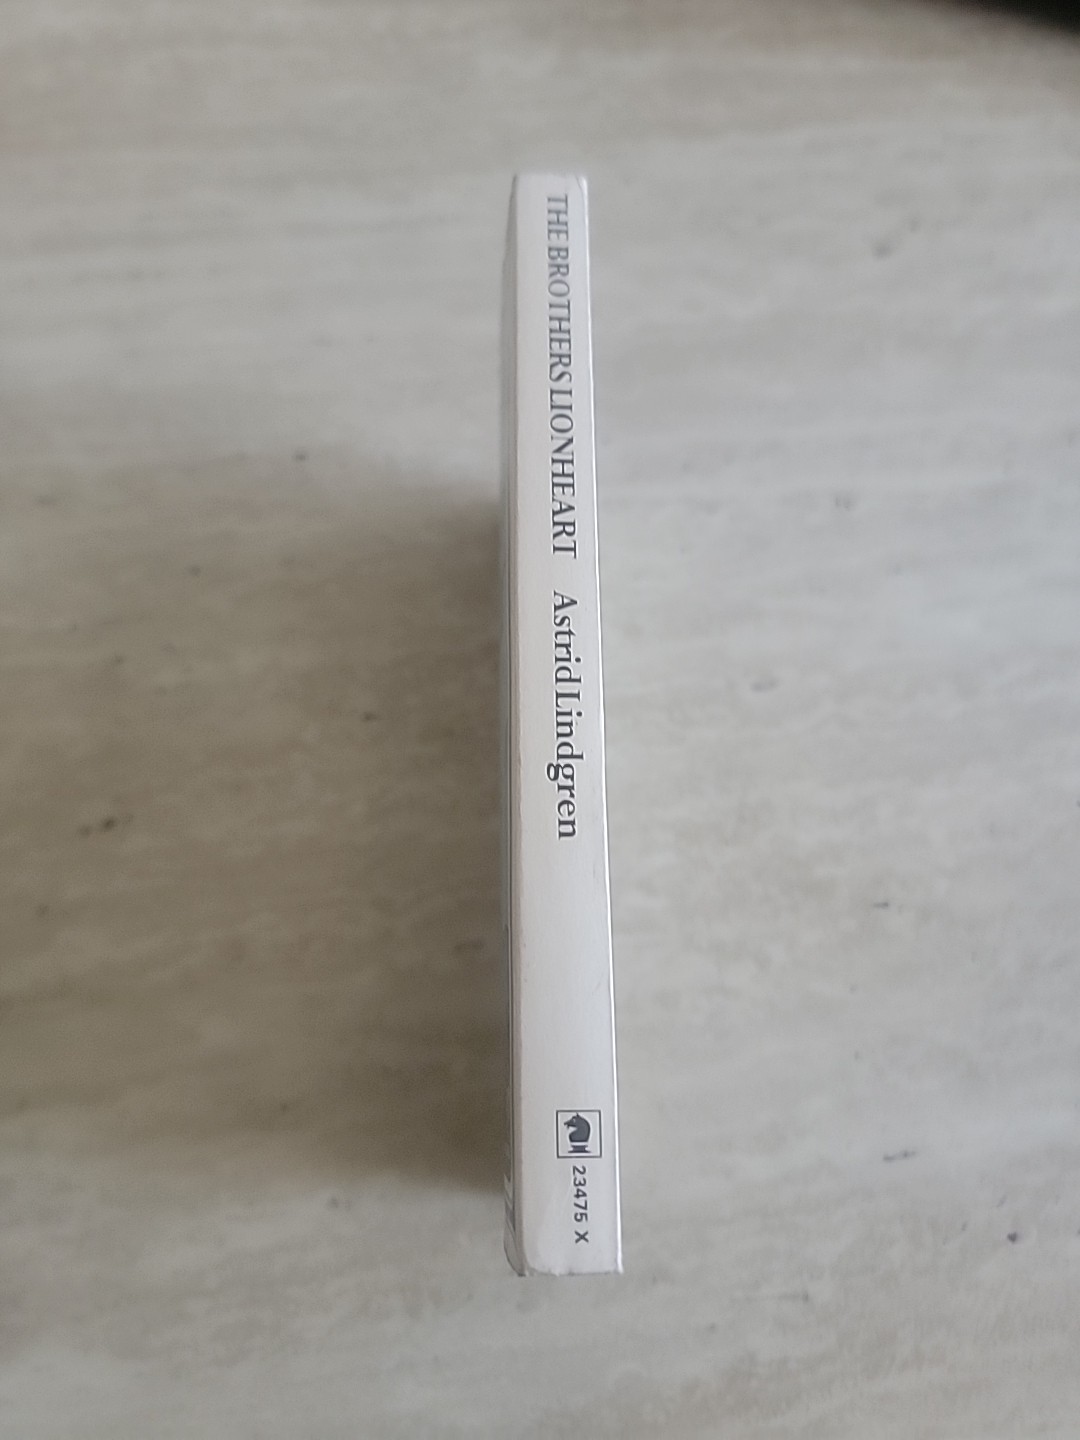 THE BROTHERS LIONHEART Astrid Lindgren
23475 X